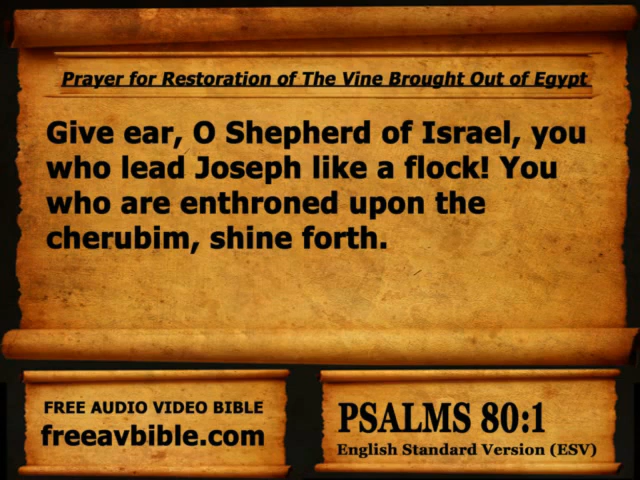 Prayer for Restoration of The Vine Brought Out of Egypt
Give ear, O Shepherd of Israel, you
who lead Joseph like a flock! You
who are enthroned upon the
cherubim, shine forth.
FREE AUDIO VIDEO BIBLE
freeavbible.com
PSALMS 80:1
English Standard Version (ESV)